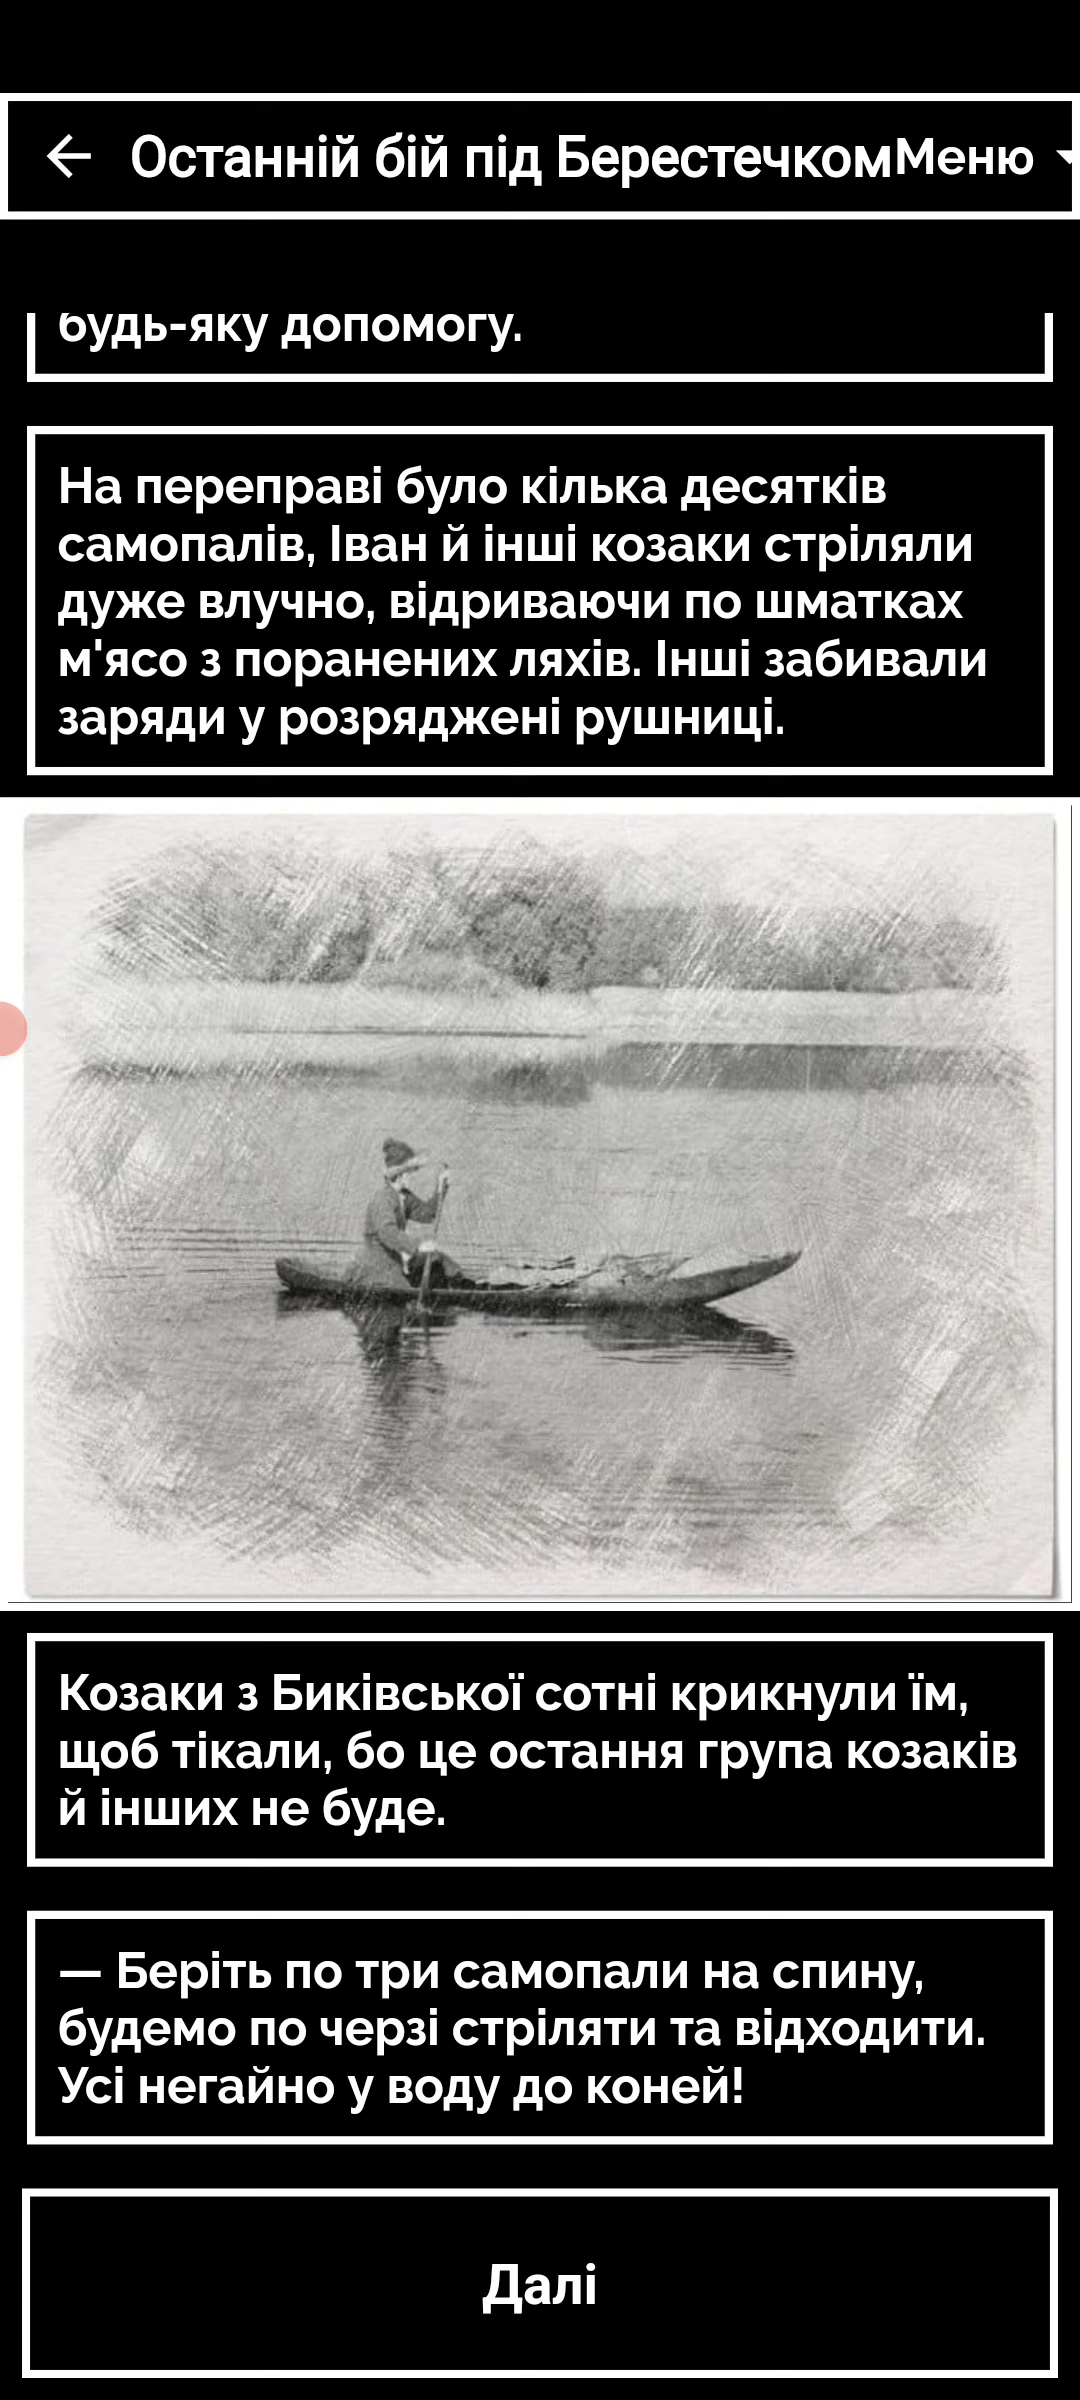 Останній бій під Берестечком Меню
будь-яку допомогу.
На переправі було кілька десятків
самопалів, Іван й інші козаки стріляли
дуже влучно, відриваючи по шматках
м'ясо з поранених ляхів. Інші забивали
заряди у розряджені рушниці.
Козаки з Биківської сотні крикнули їм,
щоб тікали, бо це остання група козаків
й інших не буде.
— Беріть по три самопали на спину,
будемо по черзі стріляти та відходити.
Усі негайно у воду до коней!
Далі